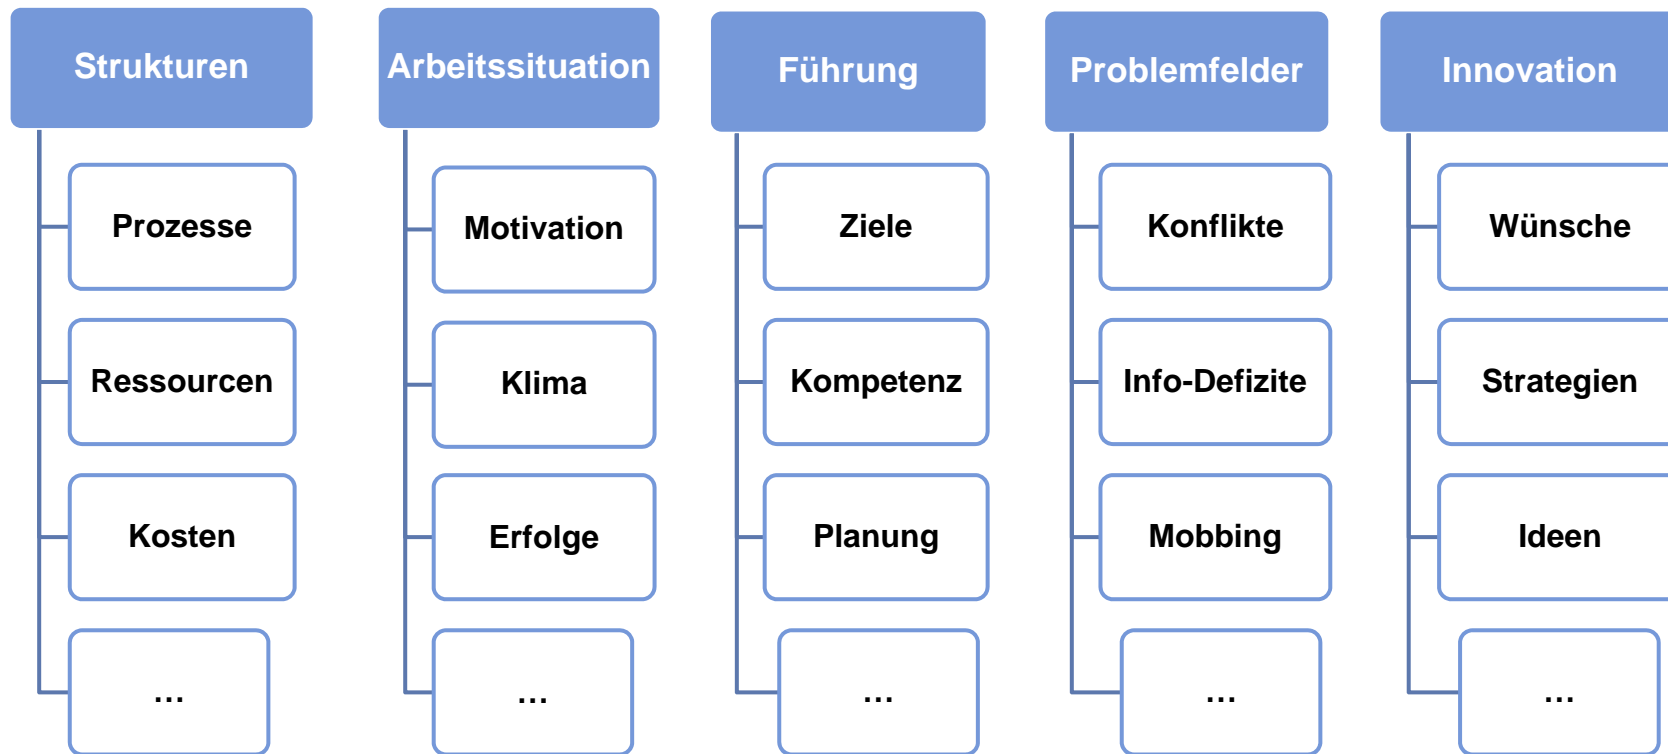 Strukturen
Prozesse
Ressourcen
Kosten
...
Arbeitssituation
Motivation
Klima
Erfolge
...
Führung
Ziele
Kompetenz
Planung
...
Problemfelder
Konflikte
Info-Defizite
Mobbing
...
Innovation
Wünsche
Strategien
Ideen
...